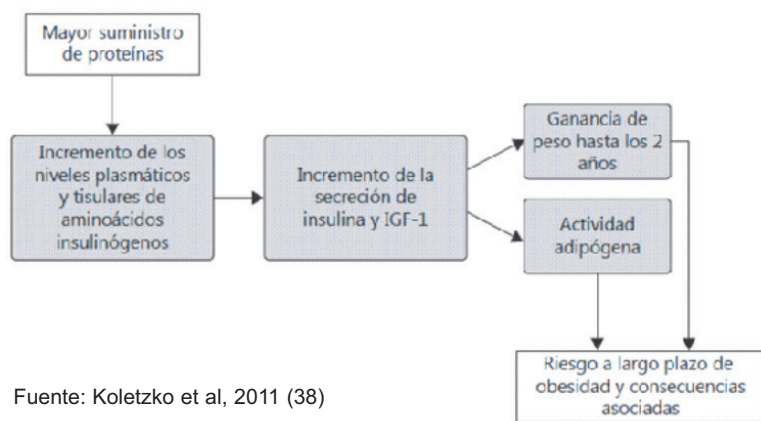 Mayor suministro
de proteínas
Incremento de los
niveles plasmáticos
y tisulares de
aminoácidos
insulinógenos
Incremento de la
secreción de
insulina y IGF-1
Ganancia de
peso hasta los 2
años
Actividad
adipógena
Riesgo a largo plazo de
obesidad y consecuencias
asociadas
Fuente: Koletzko et al, 2011 (38)